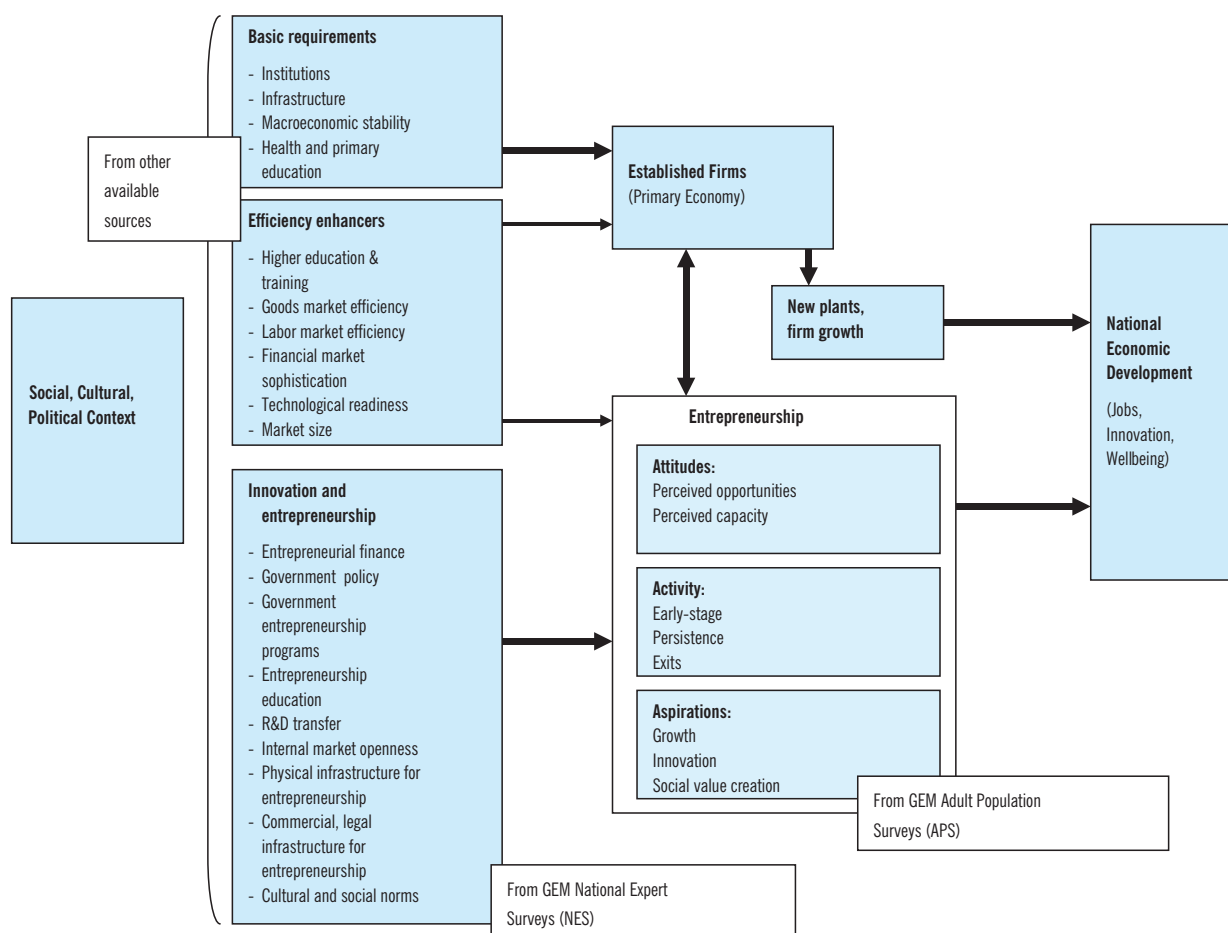 Basic requirements
- Institutions
- Infrastructure
- Macroeconomic stability
- Health and primary
education
From other
available
sources
Efficiency enhancers
- Higher education &
training
- Goods market efficiency
- Labor market efficiency
- Financial market
sophistication
- Technological readiness
- Market size
Social, Cultural,
Political Context
Innovation and
entrepreneurship
- Entrepreneurial finance
- Government policy
- Government
entrepreneurship
programs
- Entrepreneurship
education
- R&D transfer
- Internal market openness
- Physical infrastructure for
entrepreneurship
- Commercial, legal
infrastructure for
entrepreneurship
- Cultural and social norms
From GEM National Expert
Surveys (NES)
Established Firms
(Primary Economy)
New plants,
firm growth
Entrepreneurship
Attitudes:
Perceived opportunities
Perceived capacity
Activity:
Early-stage
Persistence
Exits
Aspirations:
Growth
Innovation
Social value creation
From GEM Adult Population
Surveys (APS)
National
Economic
Development
(Jobs,
Innovation,
Wellbeing)